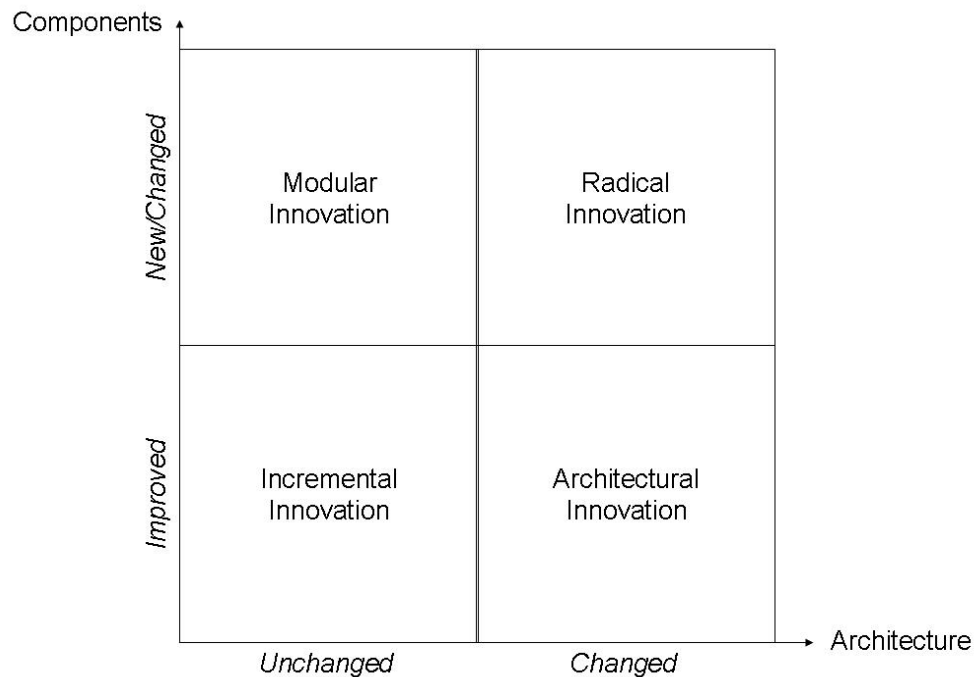 Components
New/Changed
Modular
Innovation
Radical
Innovation
Improved
Incremental
Innovation
Architectural
Innovation
Unchanged
Changed
Architecture